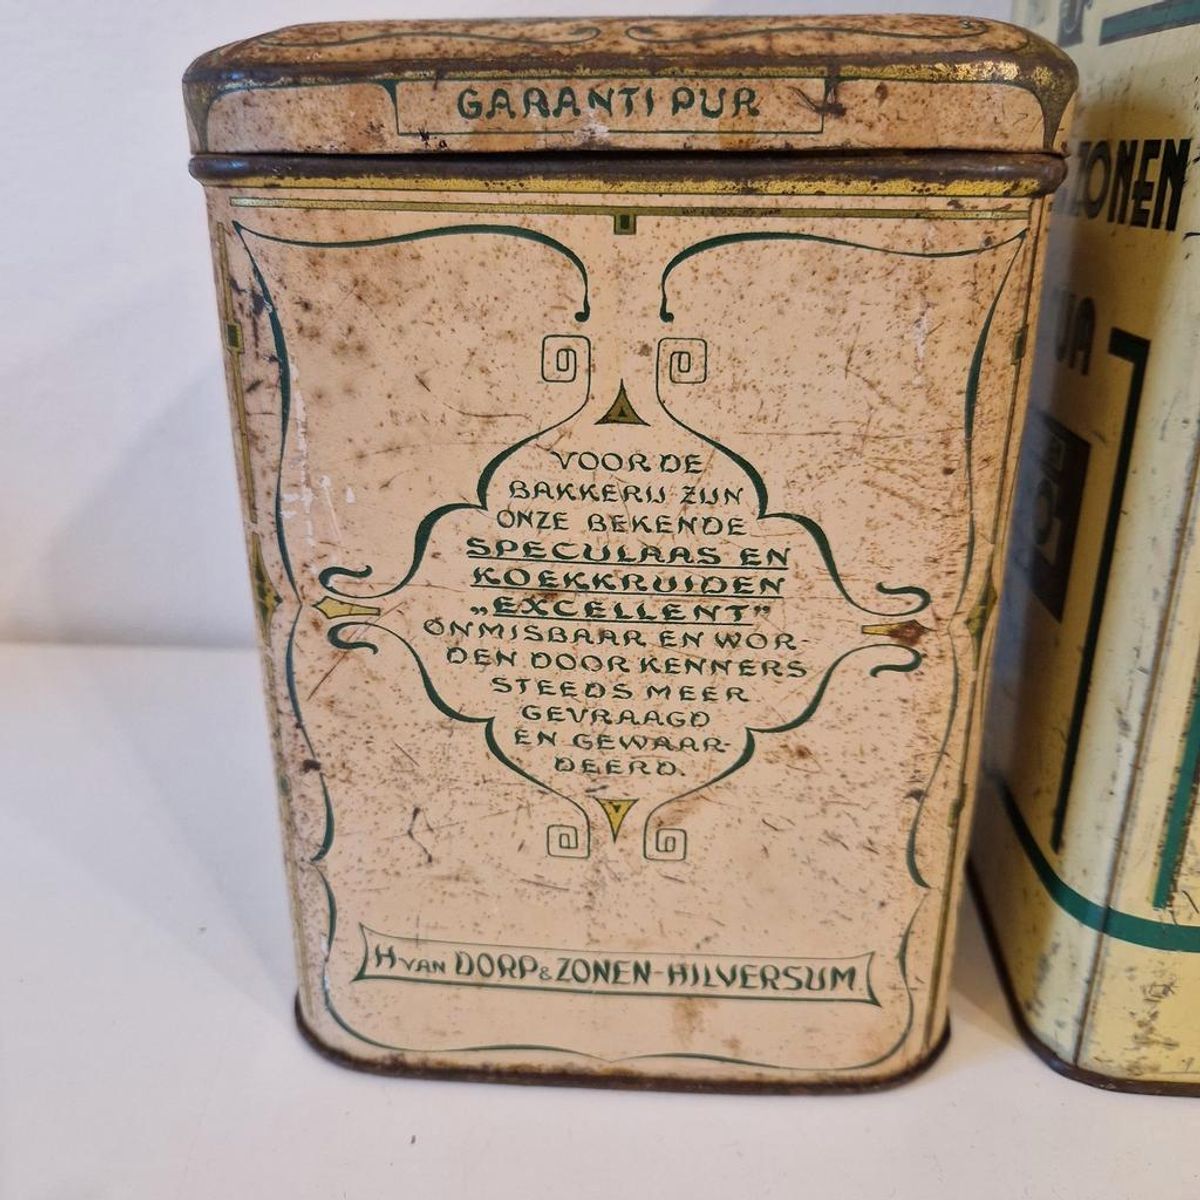 GARANTI PUR
VOOR DE
BAKKERIJ ZIJN
ONZE BEKENDE
SPECULAAS EN
KOEKKRUIDEN
„EXCELLENT”
ONMISBAAR EN WOR-
DEN DOOR KENNERS
STEEDS MEER
GEVRAAGD
EN GEWAAR-
DEERD.
H VAN DORP & ZONEN - HILVERSUM.
ZONEN